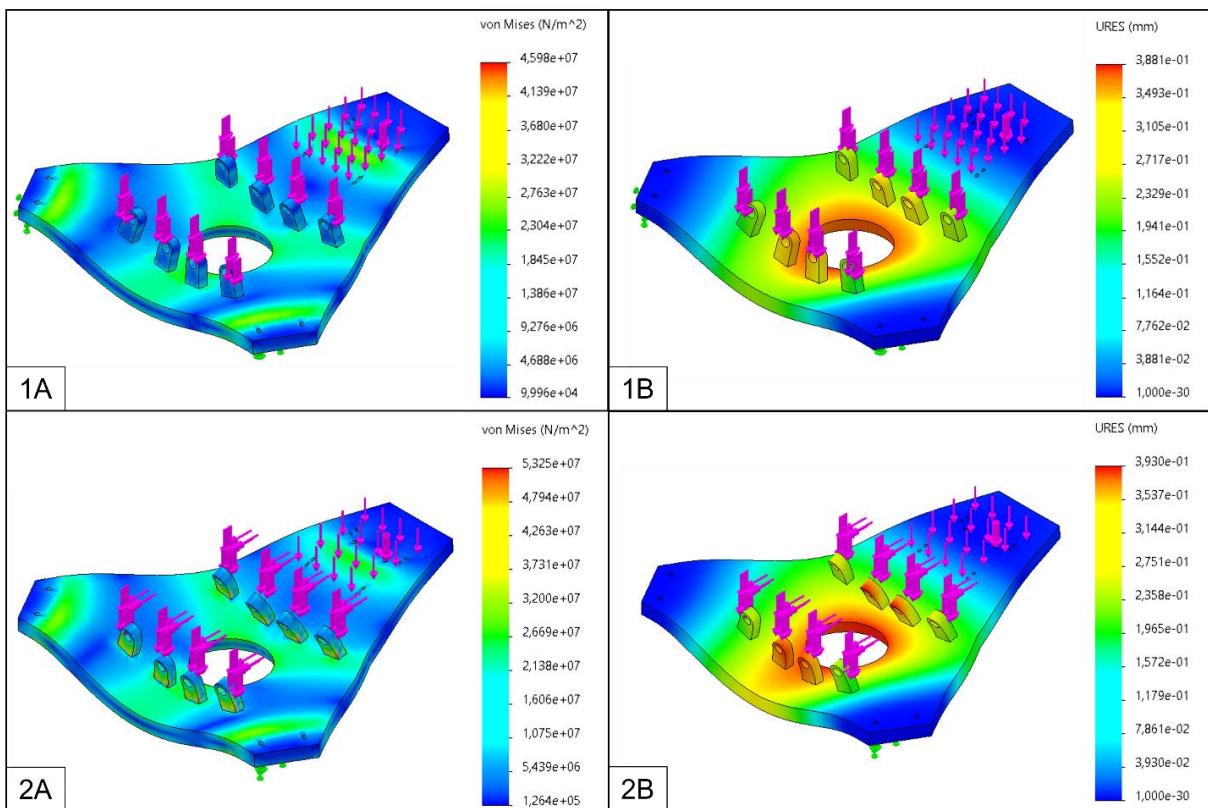 von Mises (N/m^2)
4,598e+07
4,139e+07
3,680e+07
3,222e+07
2,763e+07
2,304e+07
1,845e+07
1,386e+07
9,276e+06
4,688e+06
9,996e+04
1A
URES (mm)
3,881e-01
3,493e-01
3,105e-01
2,717e-01
2,329e-01
1,941e-01
1,552e-01
1,164e-01
7,762e-02
3,881e-02
1,000e-30
1B
von Mises (N/m^2)
5,325e+07
4,794e+07
4,263e+07
3,731e+07
3,200e+07
2,669e+07
2,138e+07
1,606e+07
1,075e+07
5,439e+06
1,264e+05
2A
URES (mm)
3,930e-01
3,537e-01
3,144e-01
2,751e-01
2,358e-01
1,965e-01
1,572e-01
1,179e-01
7,861e-02
3,930e-02
1,000e-30
2B